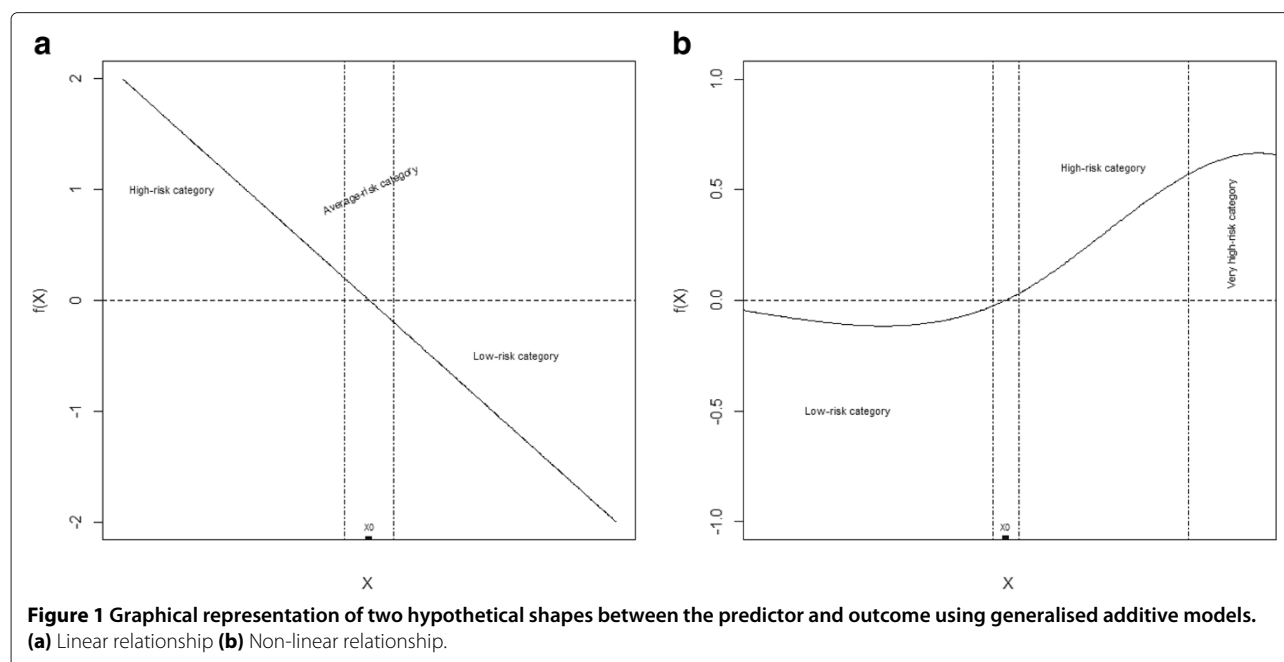 a
b
2
1
0
-1
-2
f(X)
High-risk category
Average-risk category
Low-risk category
X0
X
1.0
0.5
0.0
-0.5
-1.0
f(X)
High-risk category
Very high-risk category
Low-risk category
X0
X
Figure 1 Graphical representation of two hypothetical shapes between the predictor and outcome using generalised additive models.
(a) Linear relationship (b) Non-linear relationship.